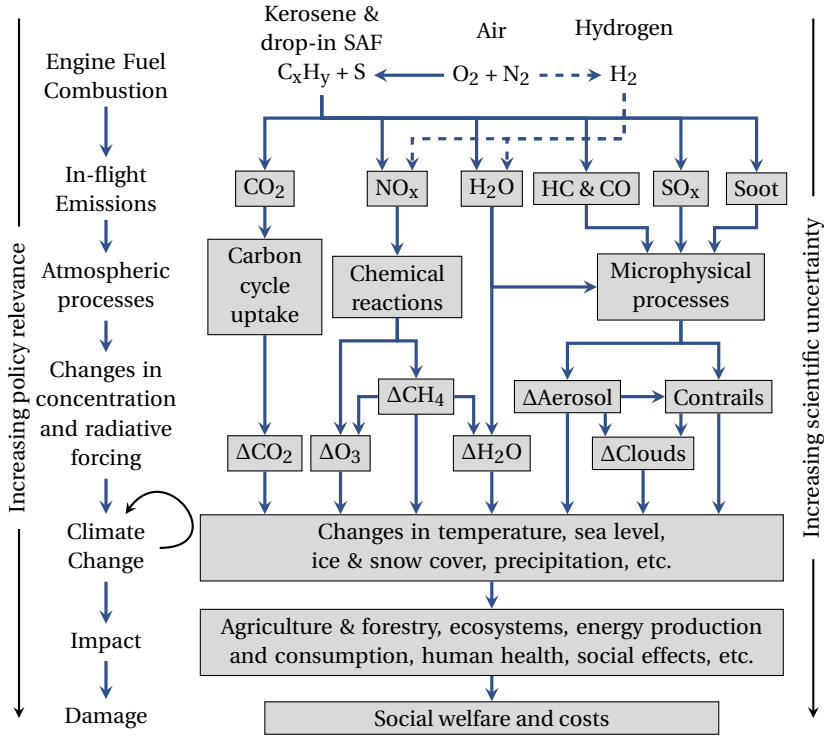 Increasing policy relevance
Engine Fuel
Combustion
In-flight
Emissions
Atmospheric
processes
Changes in
concentration
and radiative
forcing
Climate
Change
Impact
Damage
Kerosene &
drop-in SAF
CₓHᵧ + S
Air
O₂ + N₂
Hydrogen
H₂
CO₂
NOₓ
H₂O
HC & CO
SOₓ
Soot
Carbon
cycle
uptake
Chemical
reactions
Microphysical
processes
ΔCH₄
ΔAerosol
Contrails
ΔCO₂
ΔO₃
ΔH₂O
ΔClouds
Changes in temperature, sea level,
ice & snow cover, precipitation, etc.
Agriculture & forestry, ecosystems, energy production
and consumption, human health, social effects, etc.
Social welfare and costs
Increasing scientific uncertainty